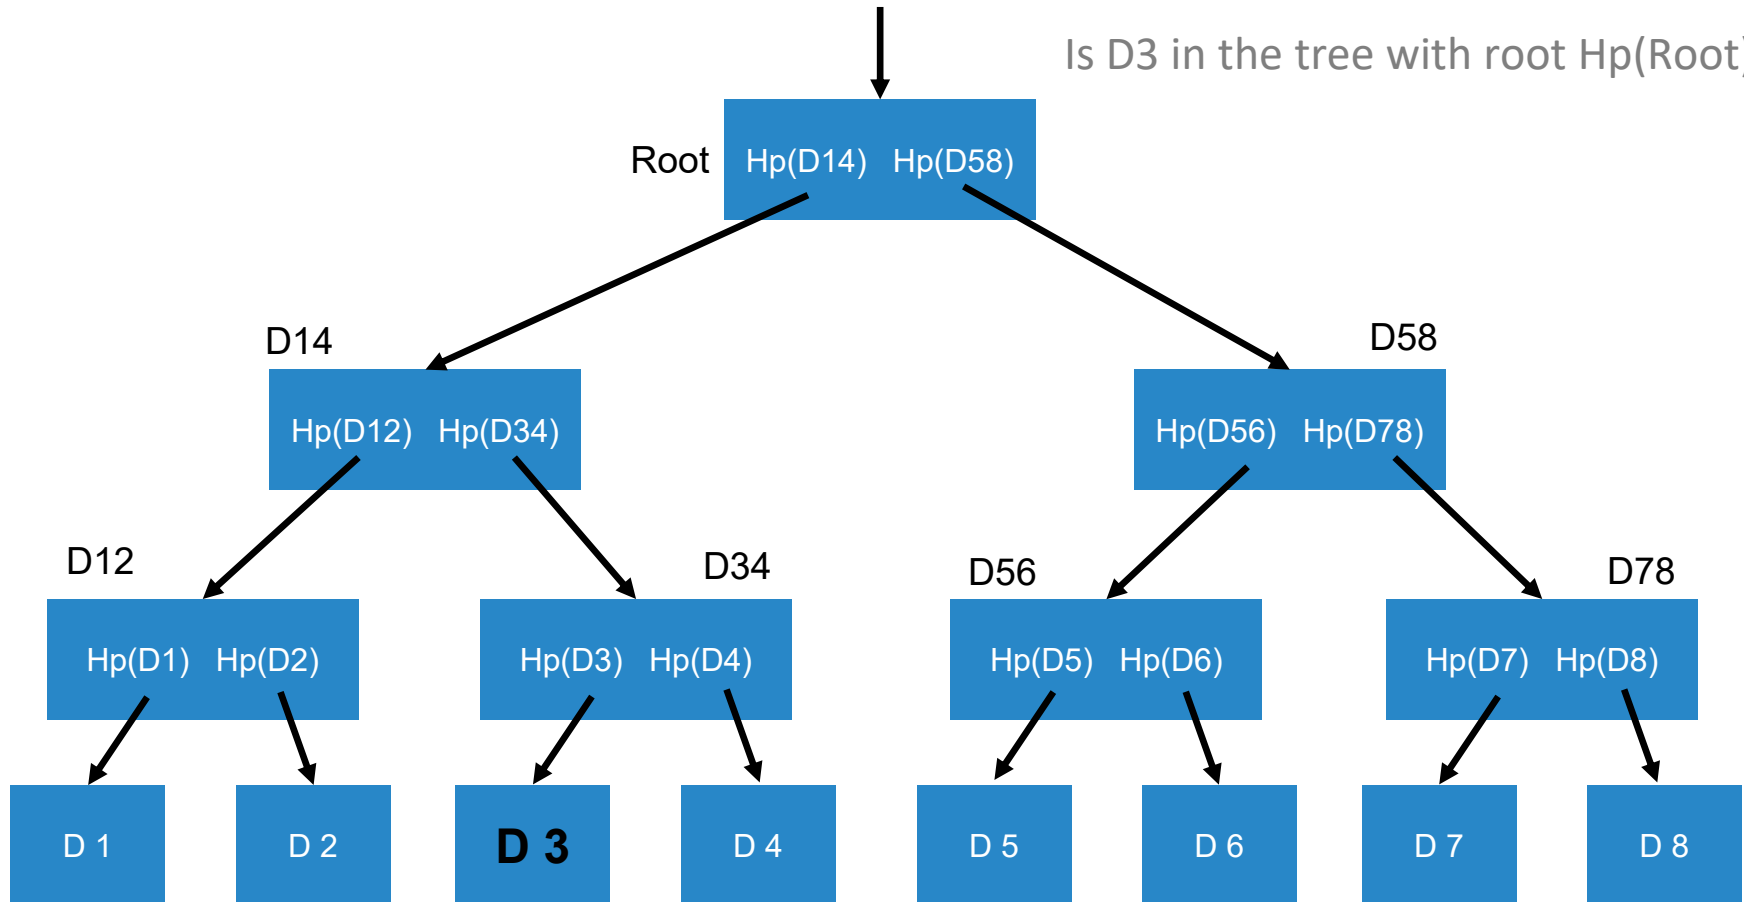 Is D3 in the tree with root Hp(Root)
Root
Hp(D14) Hp(D58)
D14
D58
Hp(D12) Hp(D34)
Hp(D56) Hp(D78)
D12
D34
D56
D78
Hp(D1) Hp(D2)
Hp(D3) Hp(D4)
Hp(D5) Hp(D6)
Hp(D7) Hp(D8)
D 1
D 2
D 3
D 4
D 5
D 6
D 7
D 8